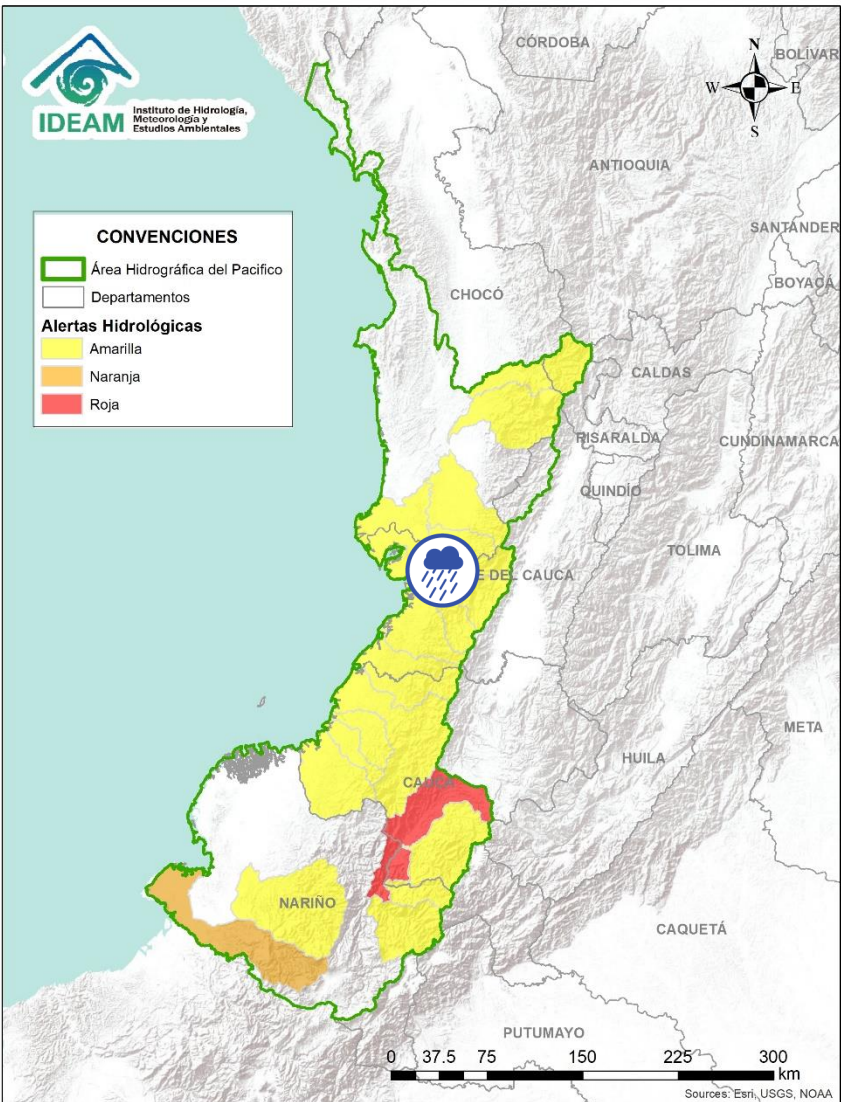 IDEAM
Instituto de Hidrología,
Meteorología y
Estudios Ambientales
N
W
E
S
CÓRDOBA
BOLÍVAR
ANTIOQUIA
SANTANDER
BOYACÁ
CHOCÓ
CONVENCIONES
Área Hidrográfica del Pacifico
Departamentos
Alertas Hidrológicas
Amarilla
Naranja
Roja
CALDAS
RISARALDA
CUNDINAMARCA
QUINDÍO
TOLIMA
E DEL CAUCA
META
HUILA
CAUCA
NARIÑO
CAQUETÁ
PUTUMAYO
0 37.5 75 150 225 300
km
Sources: Esri, USGS, NOAA